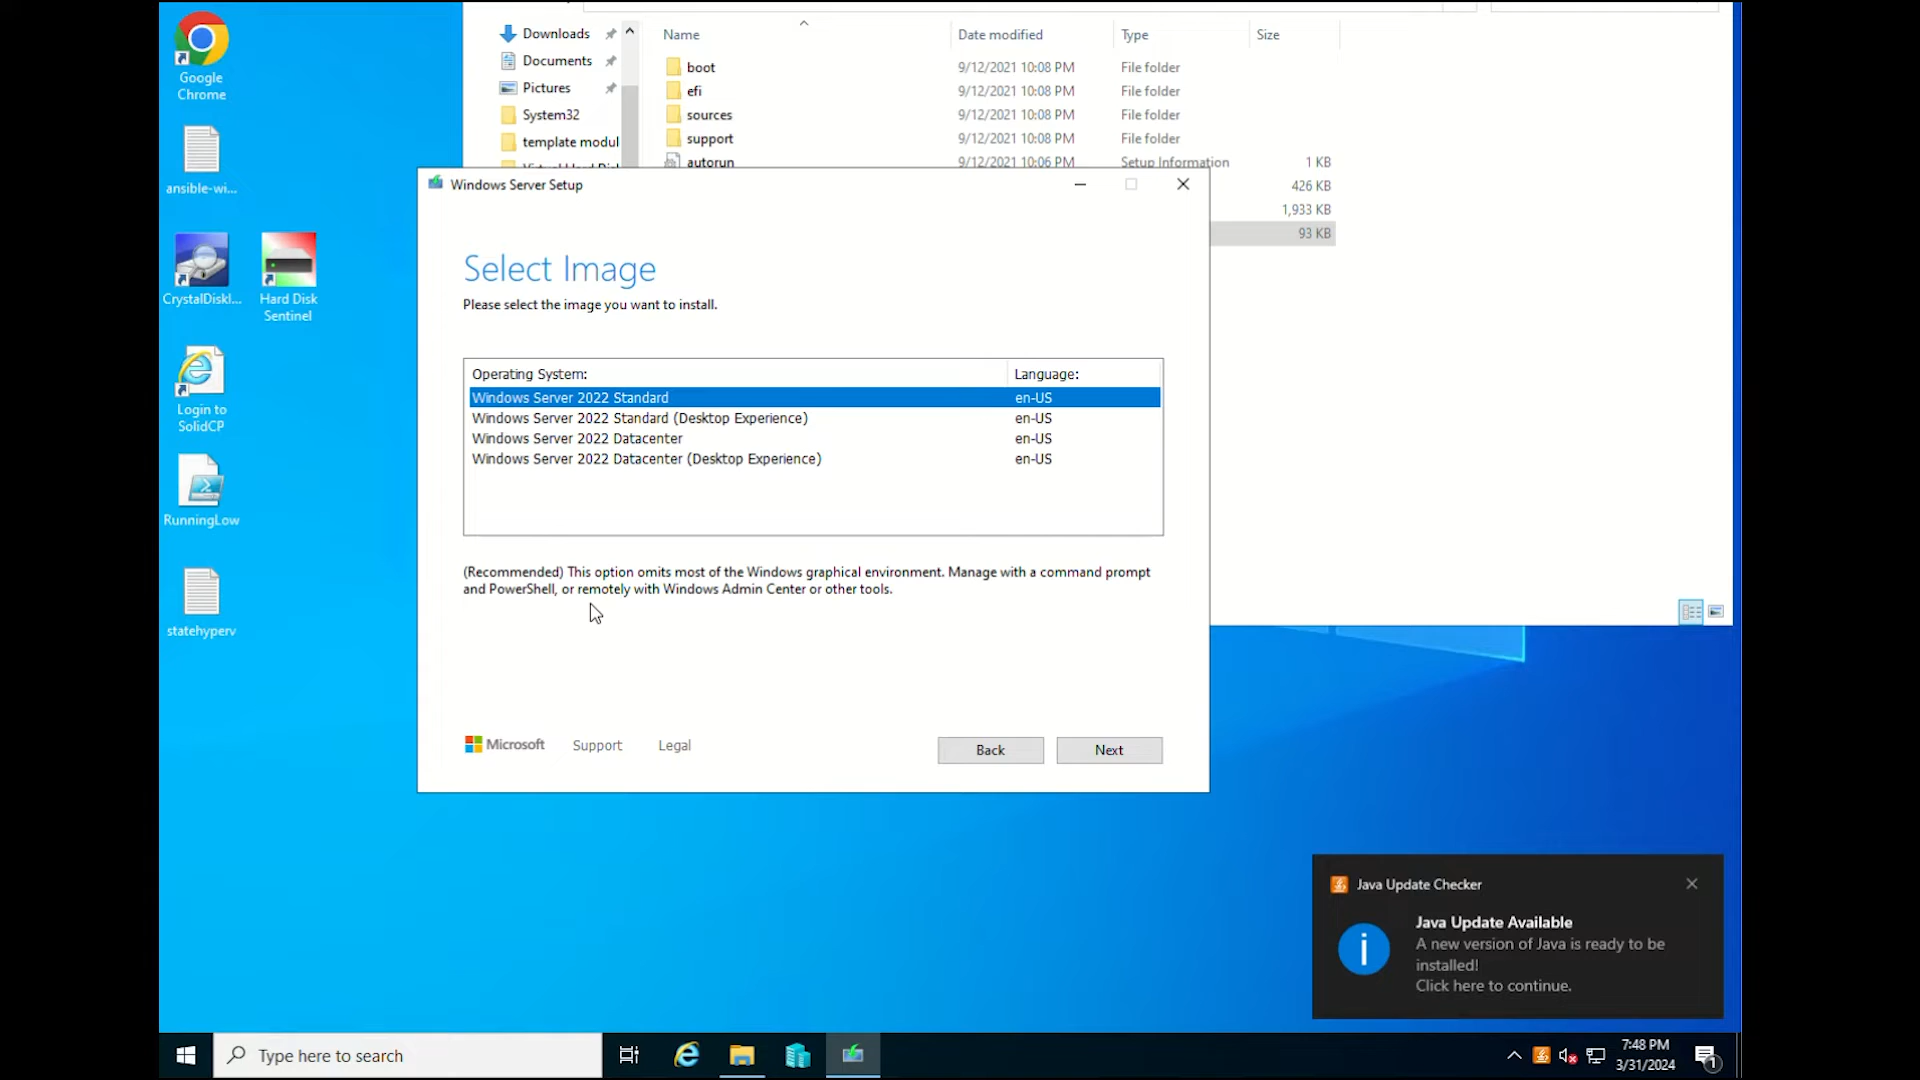 Google
Chrome
ansible-wi...
CrystalDiskI...
Hard Disk
Sentinel
Login to
SolidCP
RunningLow
statehyperv
Downloads
Documents
Pictures
System32
template modul
Name
Date modified
Type
Size
boot
9/12/2021 10:08 PM
File folder
efi
9/12/2021 10:08 PM
File folder
sources
9/12/2021 10:08 PM
File folder
support
9/12/2021 10:08 PM
File folder
autorun
9/12/2021 10:06 PM
Setup Information
1 KB
426 KB
1,933 KB
93 KB
Windows Server Setup
Select Image
Please select the image you want to install.
Operating System:
Language:
Windows Server 2022 Standard
en-US
Windows Server 2022 Standard (Desktop Experience)
en-US
Windows Server 2022 Datacenter
en-US
Windows Server 2022 Datacenter (Desktop Experience)
en-US
(Recommended) This option omits most of the Windows graphical environment. Manage with a command prompt
and PowerShell, or remotely with Windows Admin Center or other tools.
Microsoft
Support
Legal
Back
Next
Java Update Checker
Java Update Available
A new version of Java is ready to be
installed!
Click here to continue.
Type here to search
7:48 PM
3/31/2024
1